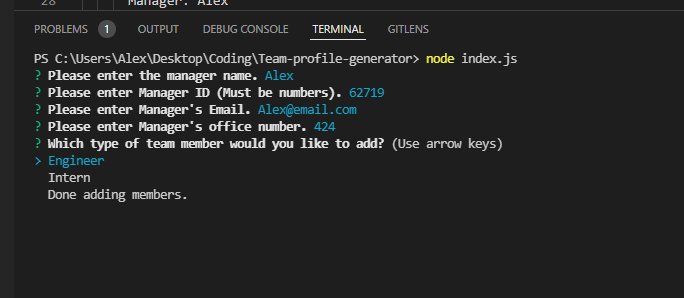 28 Manager: Alex
PROBLEMS 1 OUTPUT DEBUG CONSOLE TERMINAL GITLENS
PS C:\Users\Alex\Desktop\Coding\Team-profile-generator> node index.js
? Please enter the manager name. Alex
? Please enter Manager ID (Must be numbers). 62719
? Please enter Manager's Email. Alex@email.com
? Please enter Manager's office number. 424
? Which type of team member would you like to add? (Use arrow keys)
> Engineer
Intern
Done adding members.